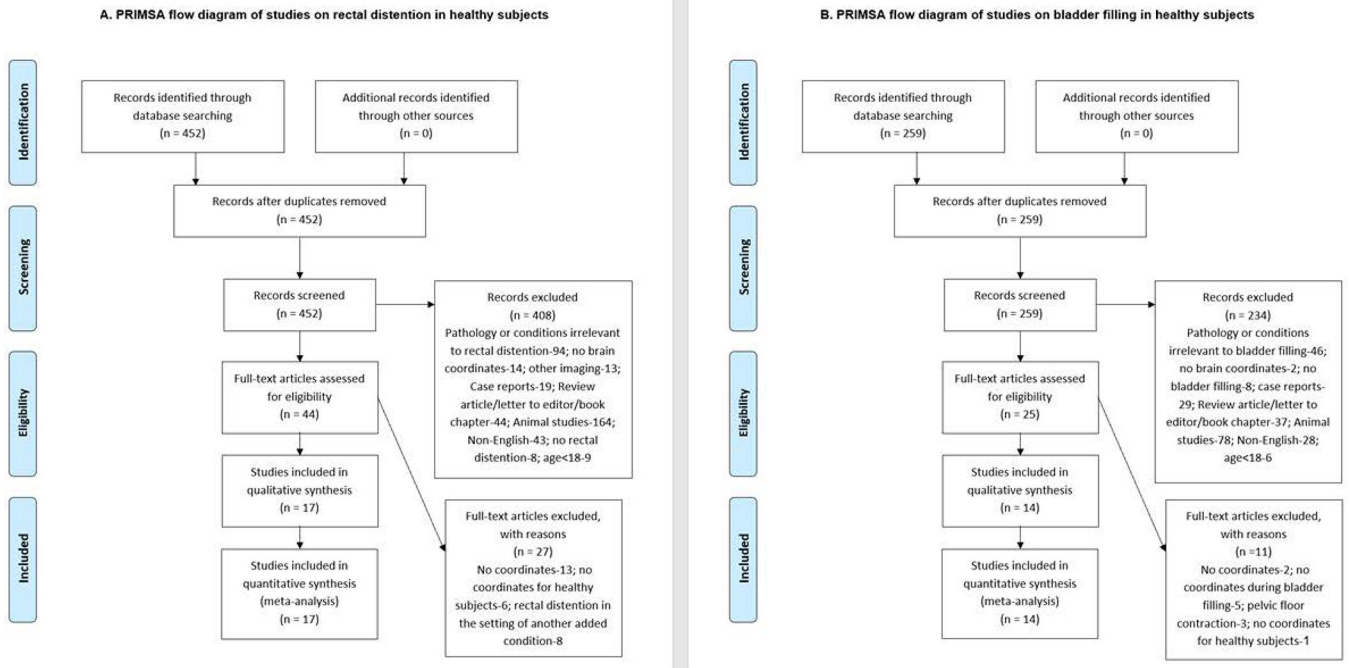 A. PRIMSA flow diagram of studies on rectal distention in healthy subjects
Identification
Records identified through
database searching
(n = 452)
Additional records identified
through other sources
(n = 0)
Records after duplicates removed
(n = 452)
Screening
Records screened
(n = 452)
Records excluded
(n = 408)
Pathology or conditions irrelevant
to rectal distention-94; no brain
coordinates-14; other imaging-13;
Case reports-19; Review
article/letter to editor/book
chapter-44; Animal studies-164;
Non-English-43; no rectal
distention-8; age<18-9
Eligibility
Full-text articles assessed
for eligibility
(n = 44)
Studies included in
qualitative synthesis
(n = 17)
Full-text articles excluded,
with reasons
(n = 27)
No coordinates-13; no
coordinates for healthy
subjects-6; rectal distention in
the setting of another added
condition-8
Included
Studies included in
quantitative synthesis
(meta-analysis)
(n = 17)
B. PRIMSA flow diagram of studies on bladder filling in healthy subjects
Identification
Records identified through
database searching
(n = 259)
Additional records identified
through other sources
(n = 0)
Records after duplicates removed
(n = 259)
Screening
Records screened
(n = 259)
Records excluded
(n = 234)
Pathology or conditions
irrelevant to bladder filling-46;
no brain coordinates-2; no
bladder filling-8; case reports-
29; Review article/letter to
editor/book chapter-37; Animal
studies-78; Non-English-28;
age<18-6
Eligibility
Full-text articles assessed
for eligibility
(n = 25)
Studies included in
qualitative synthesis
(n = 14)
Full-text articles excluded,
with reasons
(n =11)
No coordinates-2; no
coordinates during bladder
filling-5; pelvic floor
contraction-3; no coordinates
for healthy subjects-1
Included
Studies included in
quantitative synthesis
(meta-analysis)
(n = 14)